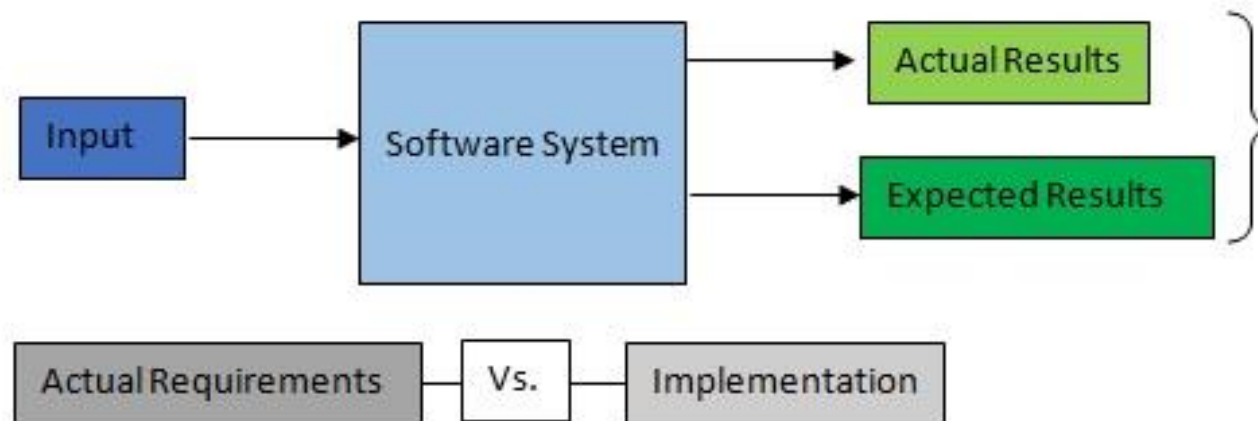 Input
Software System
Actual Results
Expected Results
Actual Requirements
Vs.
Implementation